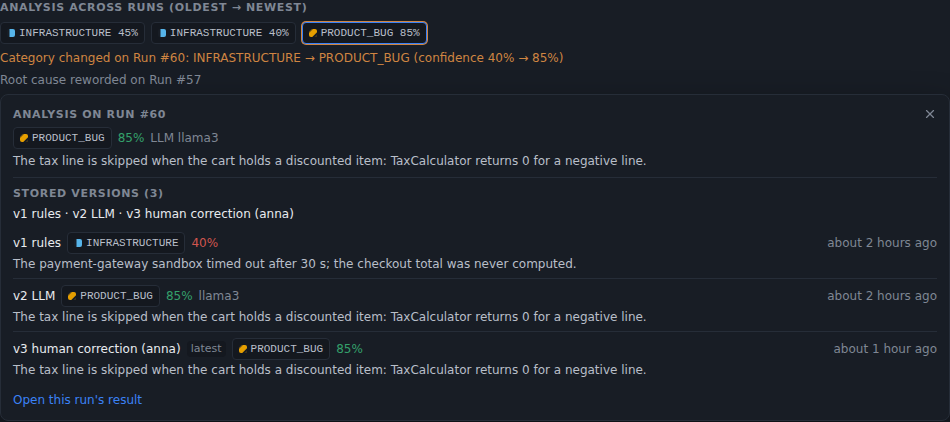 ANALYSIS ACROSS RUNS (OLDEST → NEWEST)
INFRASTRUCTURE 45% INFRASTRUCTURE 40% PRODUCT_BUG 85%
Category changed on Run #60: INFRASTRUCTURE → PRODUCT_BUG (confidence 40% → 85%)
Root cause reworded on Run #57
ANALYSIS ON RUN #60 ×
PRODUCT_BUG 85% LLM llama3
The tax line is skipped when the cart holds a discounted item: TaxCalculator returns 0 for a negative line.
STORED VERSIONS (3)
v1 rules · v2 LLM · v3 human correction (anna)
v1 rules INFRASTRUCTURE 40% about 2 hours ago
The payment-gateway sandbox timed out after 30 s; the checkout total was never computed.
v2 LLM PRODUCT_BUG 85% llama3 about 2 hours ago
The tax line is skipped when the cart holds a discounted item: TaxCalculator returns 0 for a negative line.
v3 human correction (anna) latest PRODUCT_BUG 85% about 1 hour ago
The tax line is skipped when the cart holds a discounted item: TaxCalculator returns 0 for a negative line.
Open this run's result